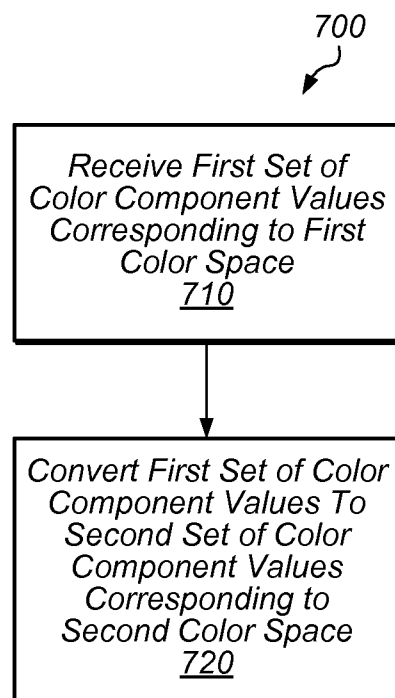 700
Receive First Set of
Color Component Values
Corresponding to First
Color Space
710
Convert First Set of Color
Component Values To
Second Set of Color
Component Values
Corresponding to
Second Color Space
720